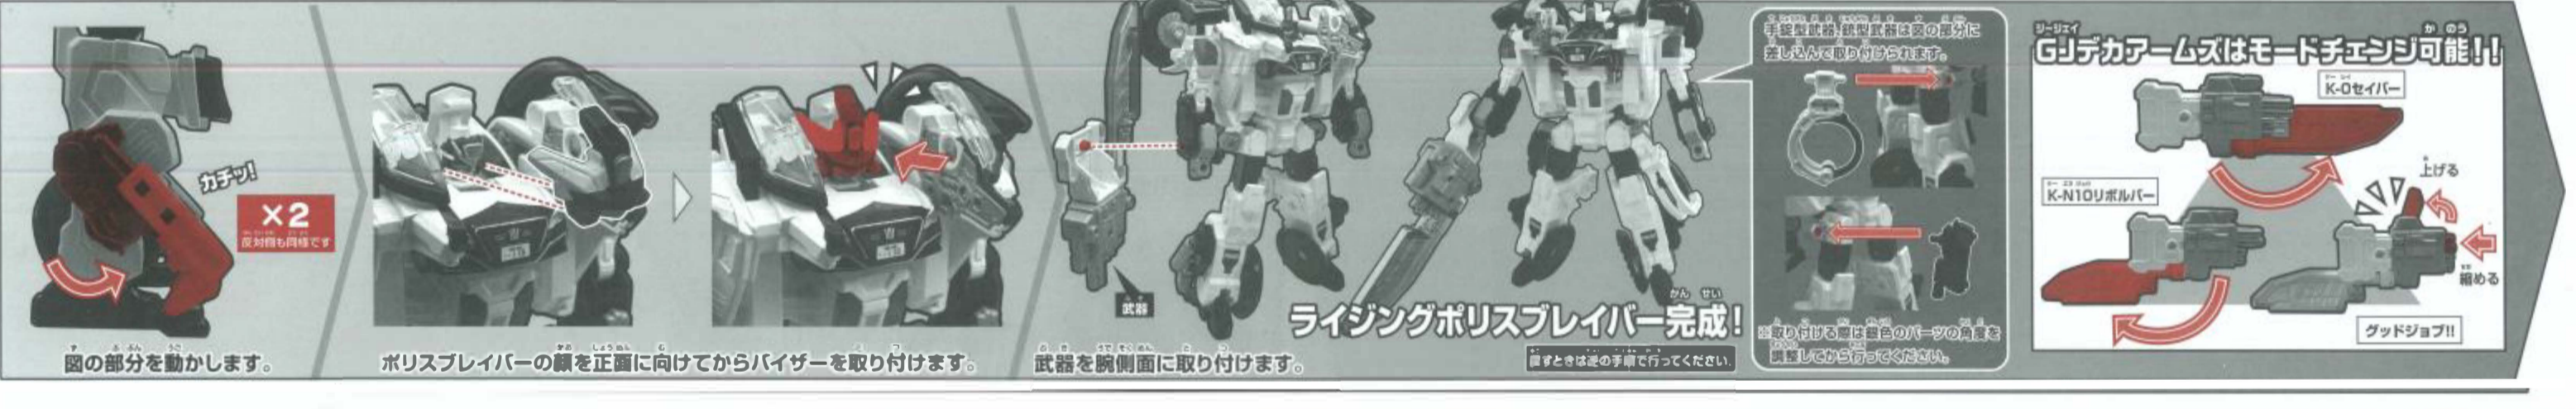 カチッ!
×2
反対側も同様です
図の部分を動かします。
ポリスブレイバーの顔を正面に向けてからバイザーを取り付けます。
武器
武器を腕側面に取り付けます。
ライジングポリスブレイバー完成!
戻すときは逆の手順で行ってください。
手錠型武器、銃型武器は図の部分に
差し込んで取り付けられます。
※取り付ける際は銀色のパーツの角度を
調整してから行ってください。
GJデカアームズはモードチェンジ可能!!
K-Oセイバー
K-N10リボルバー
上げる
縮める
グッドジョブ!!